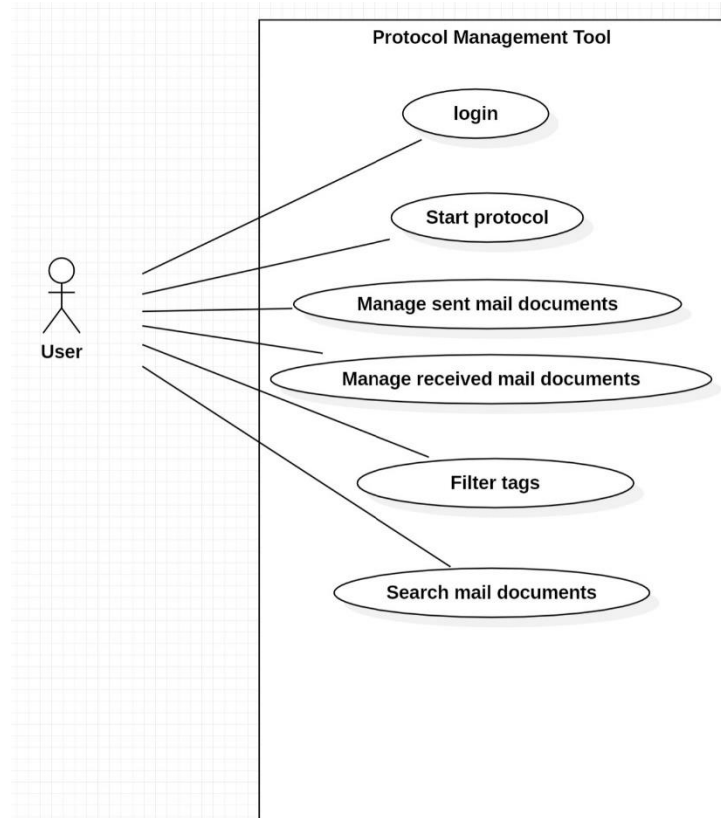 Protocol Management Tool
login
Start protocol
Manage sent mail documents
User
Manage received mail documents
Filter tags
Search mail documents